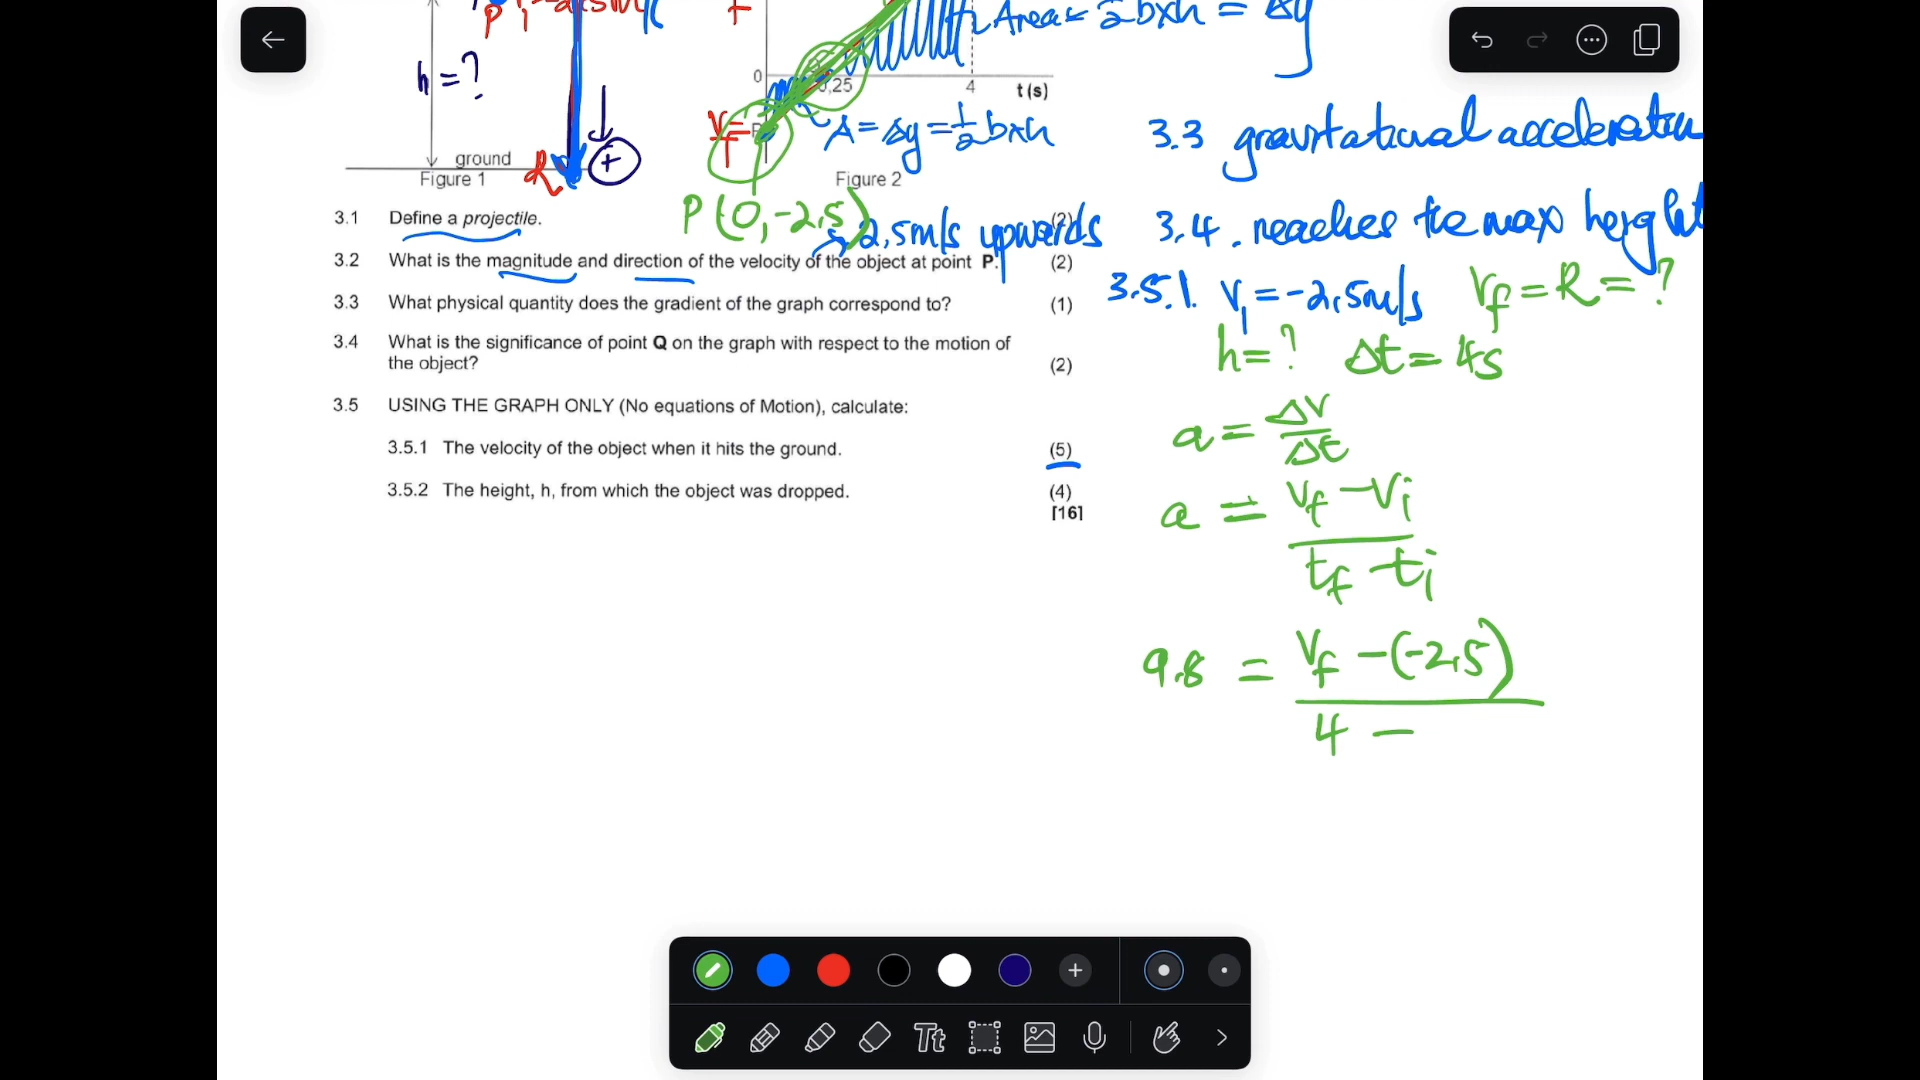 Area = ½ b×h = Δy
h = ?
0
0,25
4
t (s)
A = Δy = ½ b×h
3.3 gravitational acceleration
ground
R
+
Figure 1
Figure 2
P (0, -2,5)
2,5m/s upwards
3.4. reaches the max height
3.1 Define a projectile. (2)
3.2 What is the magnitude and direction of the velocity of the object at point P. (2)
3.3 What physical quantity does the gradient of the graph correspond to? (1)
3.4 What is the significance of point Q on the graph with respect to the motion of
the object? (2)
3.5 USING THE GRAPH ONLY (No equations of Motion), calculate:
3.5.1 The velocity of the object when it hits the ground. (5)
3.5.2 The height, h, from which the object was dropped. (4)
[16]
3.5.1. Vi = -2,5m/s Vf = R = ?
h = ? Δt = 4s
a = Δv/Δt
a = Vf - Vi
tf - ti
9.8 = Vf - (-2,5)
4 -
Tt